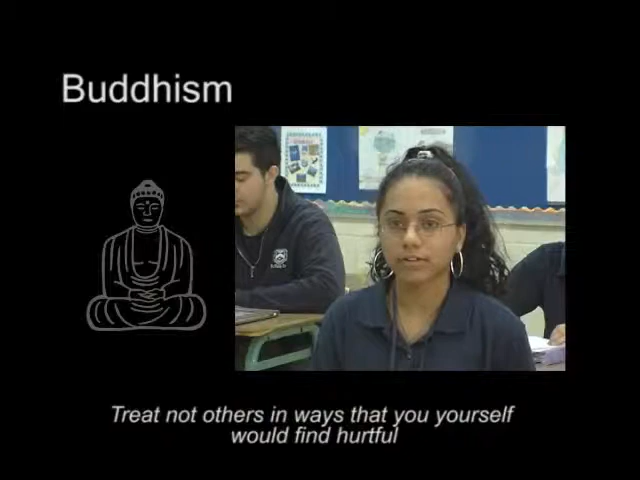 Buddhism
Treat not others in ways that you yourself
would find hurtful